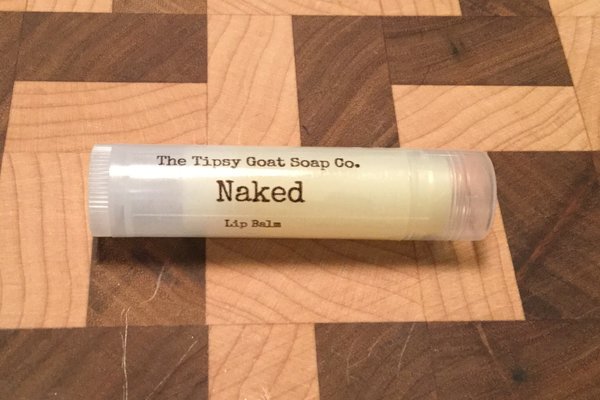 The Tipsy Goat Soap Co.
Naked
Lip Balm